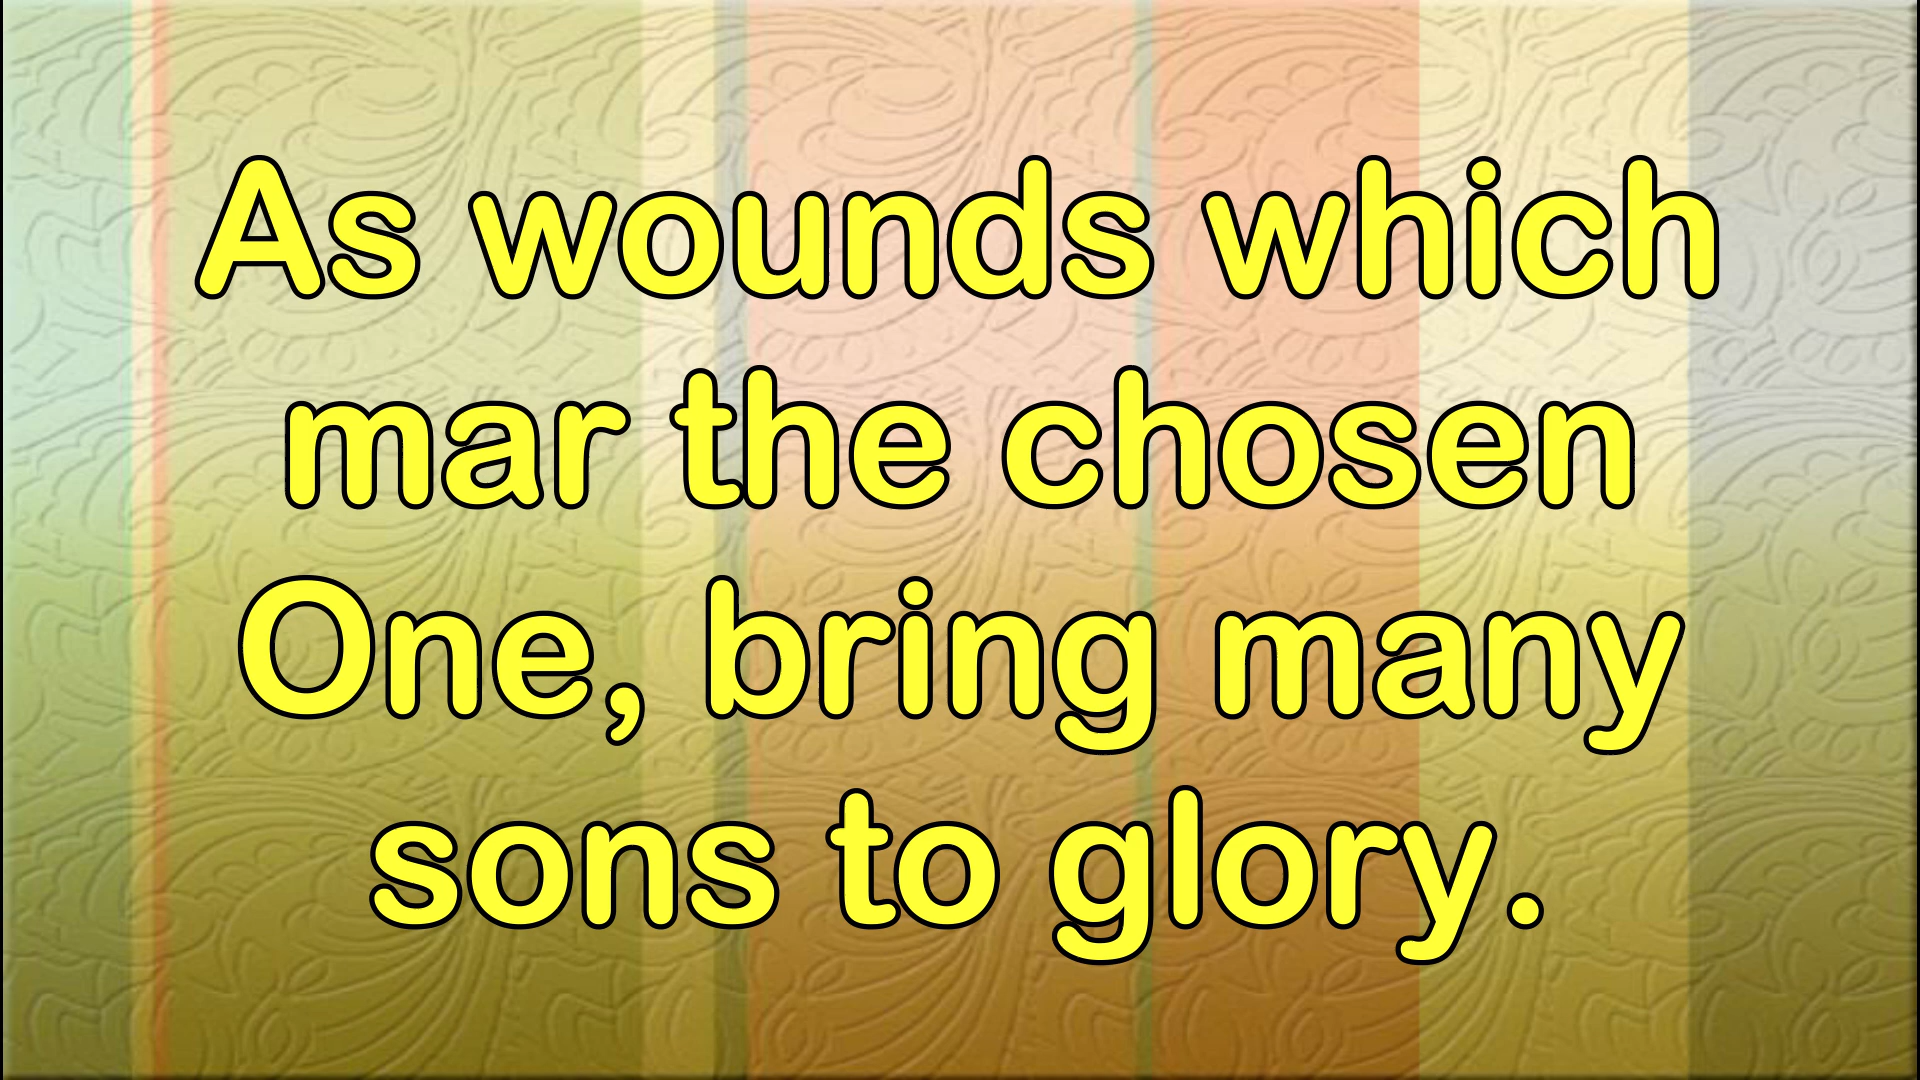 As wounds which
mar the chosen
One, bring many
sons to glory.